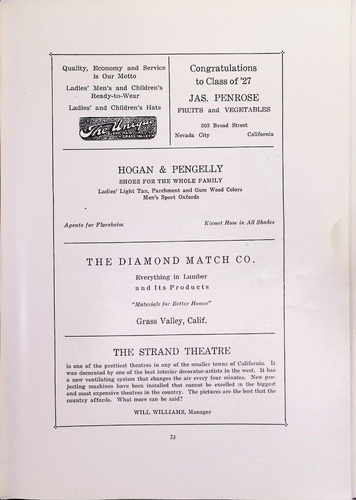 Quality, Economy and Service
is Our Motto
Ladies' Men's and Children's
Ready-to-Wear
Ladies' and Children's Hats
The Unique
GRASS VALLEY
Congratulations
to Class of '27
JAS. PENROSE
FRUITS and VEGETABLES
303 Broad Street
Nevada City California
HOGAN & PENGELLY
SHOES FOR THE WHOLE FAMILY
Ladies' Light Tan, Parchment and Gum Wood Colors
Men's Sport Oxfords
Agents for Florsheim Kismet Hose in All Shades
THE DIAMOND MATCH CO.
Everything in Lumber
and Its Products
"Materials for Better Homes"
Grass Valley, Calif.
THE STRAND THEATRE
is one of the prettiest theatres in any of the smaller towns of California. It
was decorated by one of the best interior decorator-artists in the west. It has
a new ventilating system that changes the air every four minutes. New pro-
jecting machines have been installed that cannot be excelled in the biggest
and most expensive theatres in the country. The pictures are the best that the
country affords. What more can be said?
WILL WILLIAMS, Manager
73